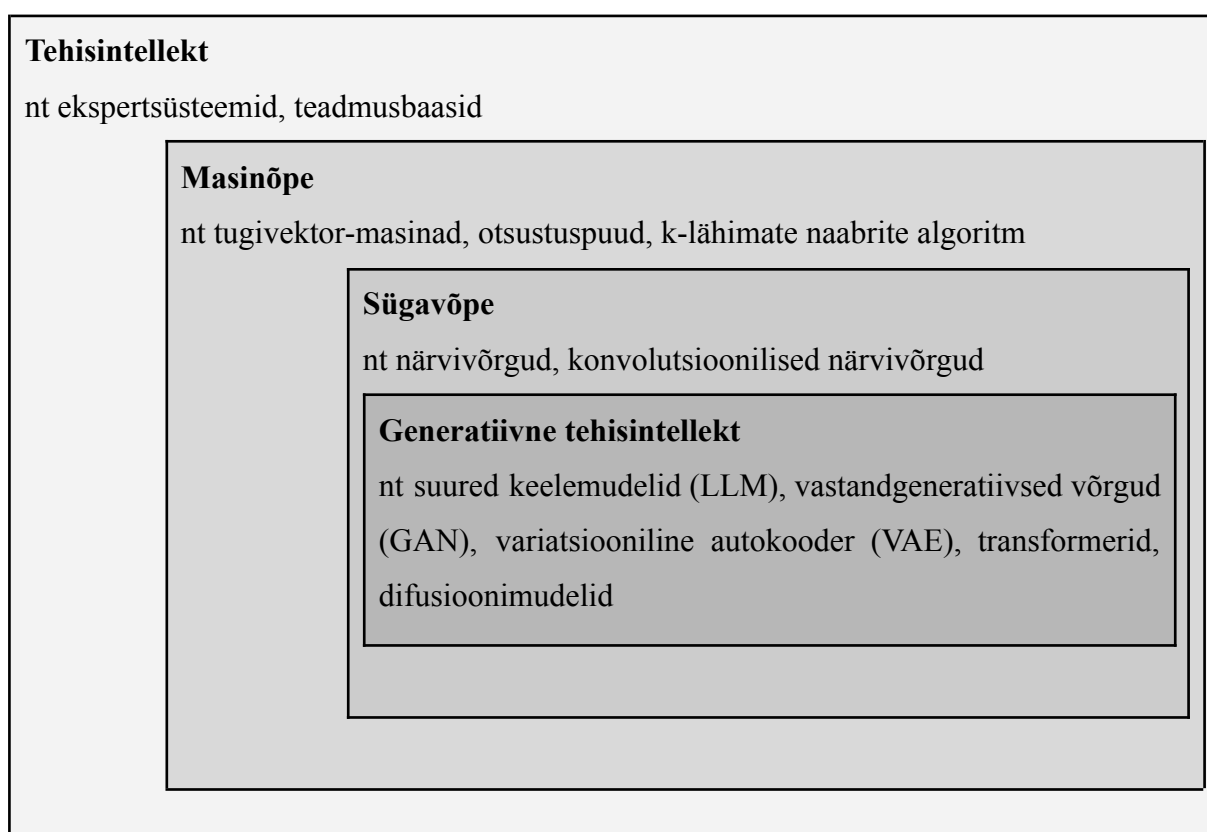 Tehisintellekt
nt ekspertsüsteemid, teadmusbaasid
Masinõpe
nt tugivektor-masinad, otsustuspuud, k-lähimate naabrite algoritm
Sügavõpe
nt närvivõrgud, konvolutsioonilised närvivõrgud
Generatiivne tehisintellekt
nt suured keelemudelid (LLM), vastandgeneratiivsed võrgud
(GAN), variatsiooniline autokooder (VAE), transformerid,
difusioonimudelid